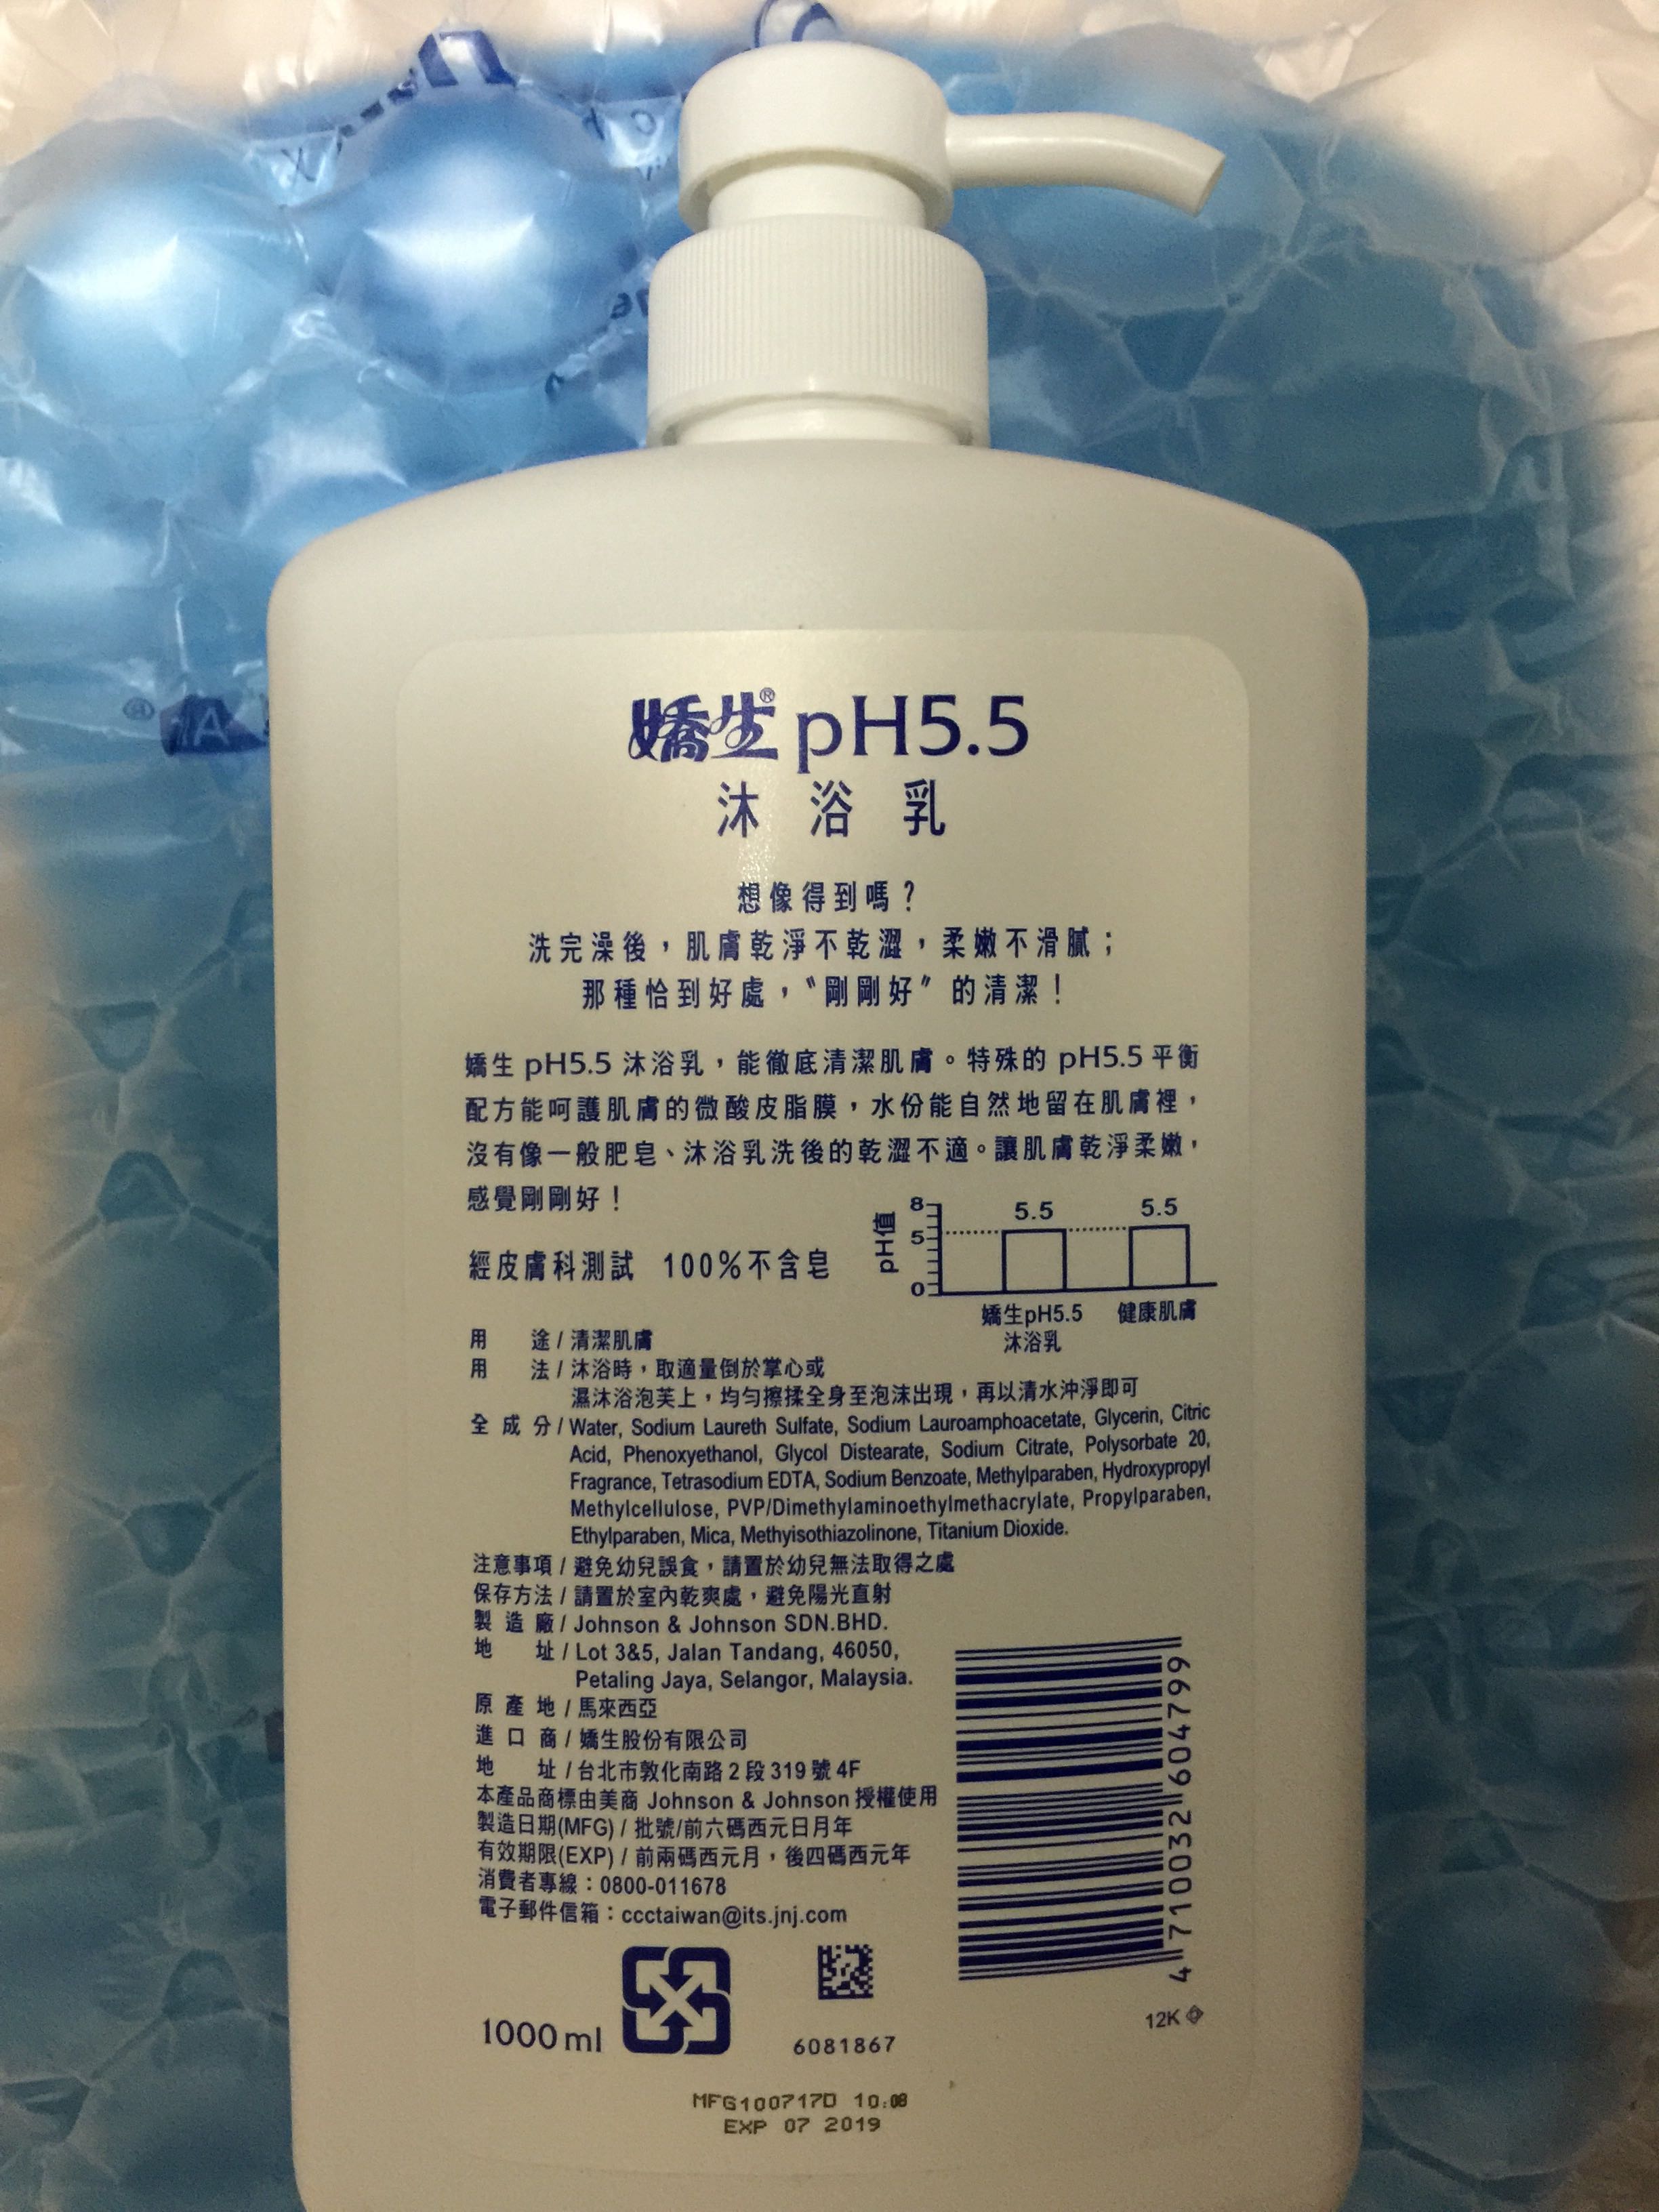 嬌生® pH5.5
沐浴乳
想像得到嗎？
洗完澡後，肌膚乾淨不乾澀，柔嫩不滑膩；
那種恰到好處，〝剛剛好〞的清潔！
嬌生 pH5.5 沐浴乳，能徹底清潔肌膚。特殊的 pH5.5 平衡
配方能呵護肌膚的微酸皮脂膜，水份能自然地留在肌膚裡，
沒有像一般肥皂、沐浴乳洗後的乾澀不適。讓肌膚乾淨柔嫩，
感覺剛剛好！
經皮膚科測試 100%不含皂
pH值
8
5
0
5.5
5.5
嬌生pH5.5
沐浴乳
健康肌膚
用途/清潔肌膚
用法/沐浴時，取適量倒於掌心或
濕沐浴泡芙上，均勻擦揉全身至泡沫出現，再以清水沖淨即可
全成分/Water, Sodium Laureth Sulfate, Sodium Lauroamphoacetate, Glycerin, Citric
Acid, Phenoxyethanol, Glycol Distearate, Sodium Citrate, Polysorbate 20,
Fragrance, Tetrasodium EDTA, Sodium Benzoate, Methylparaben, Hydroxypropyl
Methylcellulose, PVP/Dimethylaminoethylmethacrylate, Propylparaben,
Ethylparaben, Mica, Methyisothiazolinone, Titanium Dioxide.
注意事項/避免幼兒誤食，請置於幼兒無法取得之處
保存方法/請置於室內乾爽處，避免陽光直射
製造廠/Johnson & Johnson SDN.BHD.
地址/Lot 3&5, Jalan Tandang, 46050,
Petaling Jaya, Selangor, Malaysia.
原產地/馬來西亞
進口商/嬌生股份有限公司
地址/台北市敦化南路2段319號4F
本產品商標由美商 Johnson & Johnson 授權使用
製造日期(MFG)/批號/前六碼西元日月年
有效期限(EXP)/前兩碼西元月，後四碼西元年
消費者專線：0800-011678
電子郵件信箱：ccctaiwan@its.jnj.com
4 710032 604799
1000 ml
6081867
12K
MFG100717D 10:08
EXP 07 2019